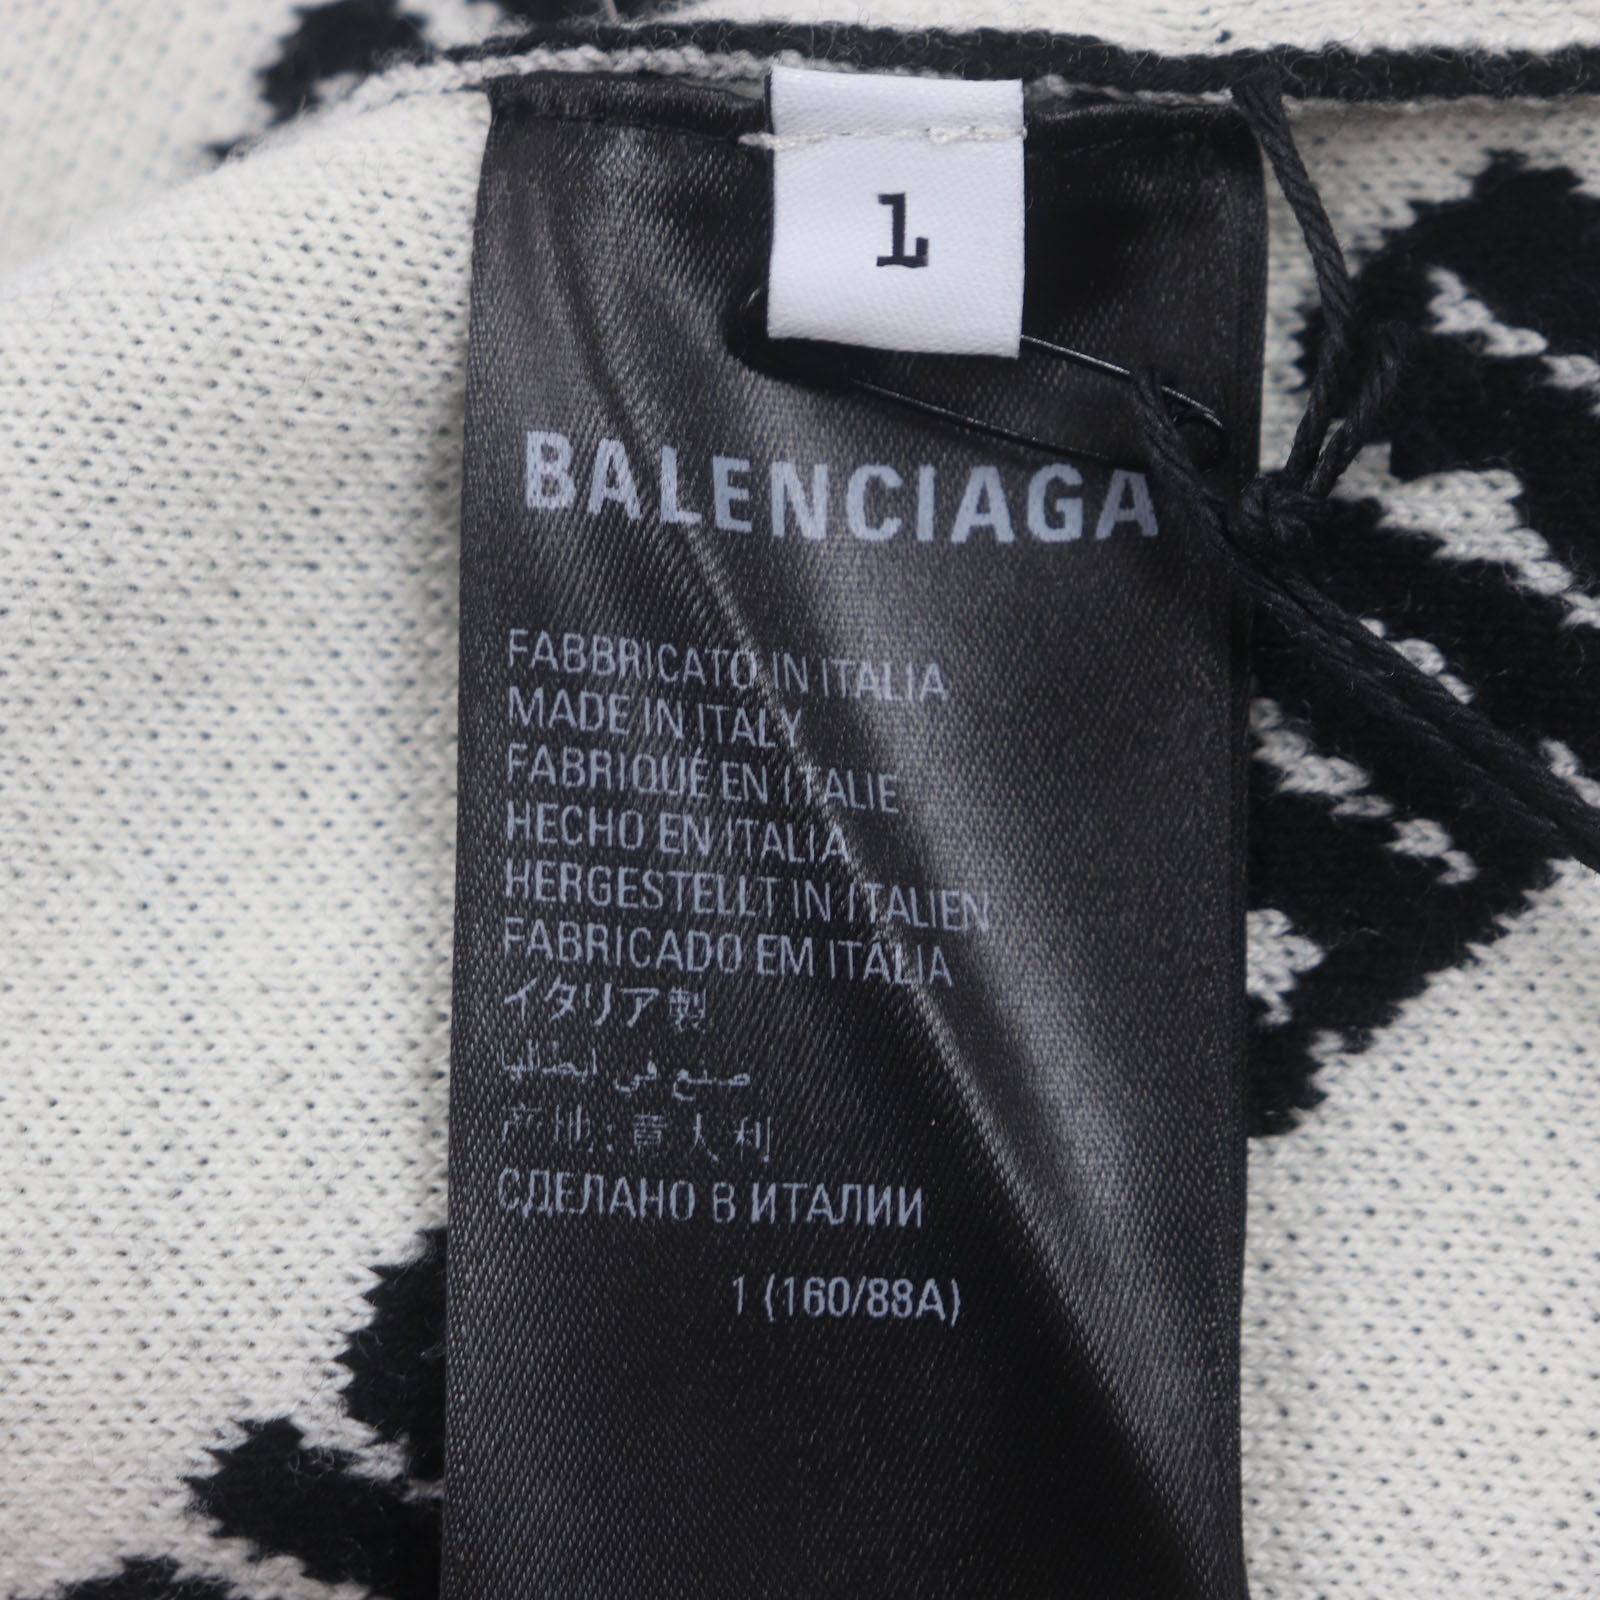 1
BALENCIAGA
FABBRICATO IN ITALIA
MADE IN ITALY
FABRIQUÉ EN ITALIE
HECHO EN ITALIA
HERGESTELLT IN ITALIEN
FABRICADO EM ITÁLIA
イタリア製
صنع في ايطاليا
产地: 意大利
СДЕЛАНО В ИТАЛИИ
1 (160/88A)